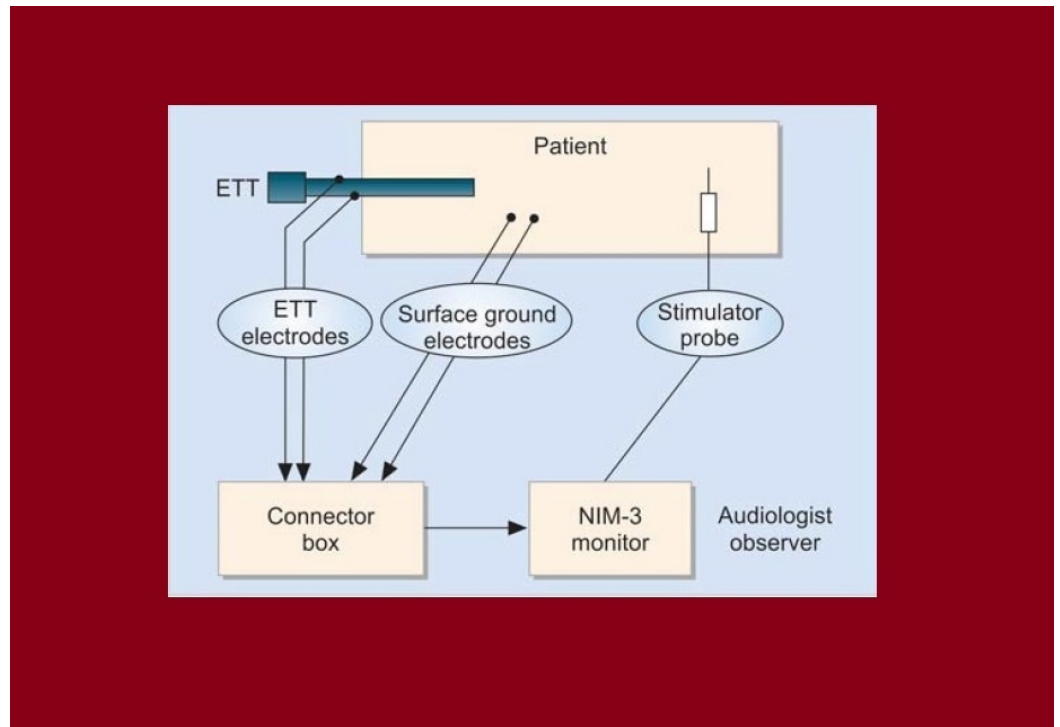 Patient
ETT
ETT
electrodes
Surface ground
electrodes
Stimulator
probe
Connector
box
NIM-3
monitor
Audiologist
observer